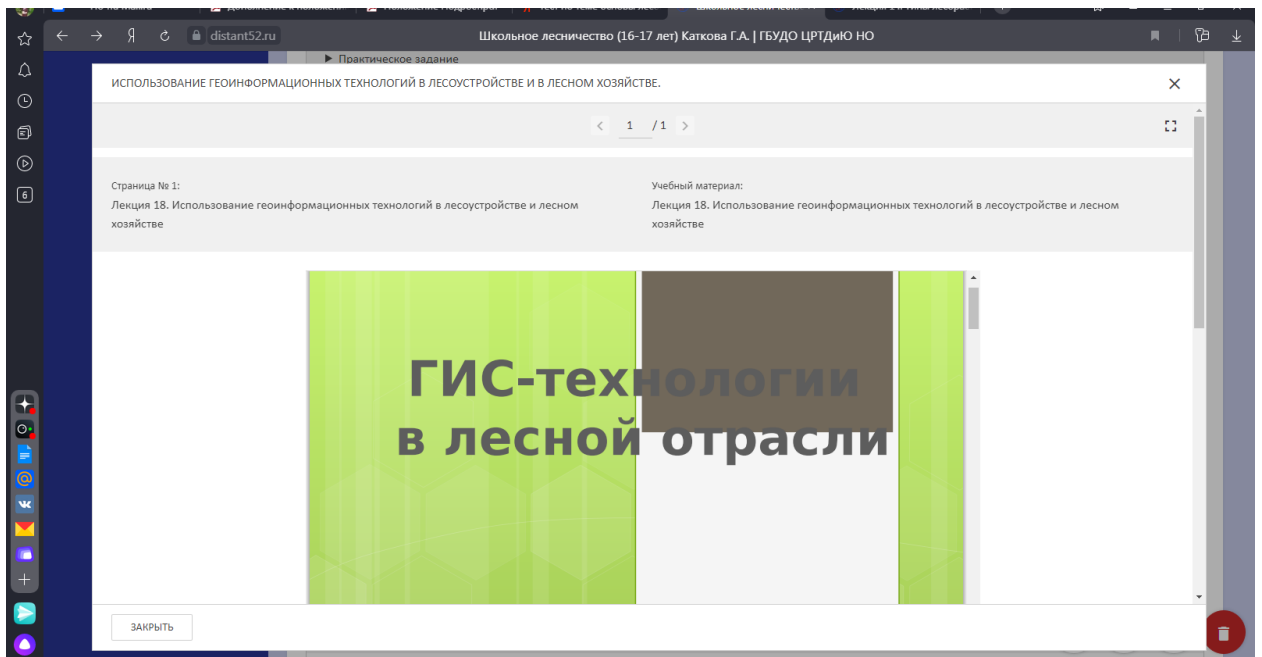 distant52.ru
Школьное лесничество (16-17 лет) Каткова Г.А. | ГБУДО ЦРТДиЮ НО
Практическое задание
ИСПОЛЬЗОВАНИЕ ГЕОИНФОРМАЦИОННЫХ ТЕХНОЛОГИЙ В ЛЕСОУСТРОЙСТВЕ И В ЛЕСНОМ ХОЗЯЙСТВЕ.
1 / 1
Страница № 1:
Лекция 18. Использование геоинформационных технологий в лесоустройстве и лесном
хозяйстве
Учебный материал:
Лекция 18. Использование геоинформационных технологий в лесоустройстве и лесном
хозяйстве
6
ГИС-технологии
в лесной отрасли
ЗАКРЫТЬ